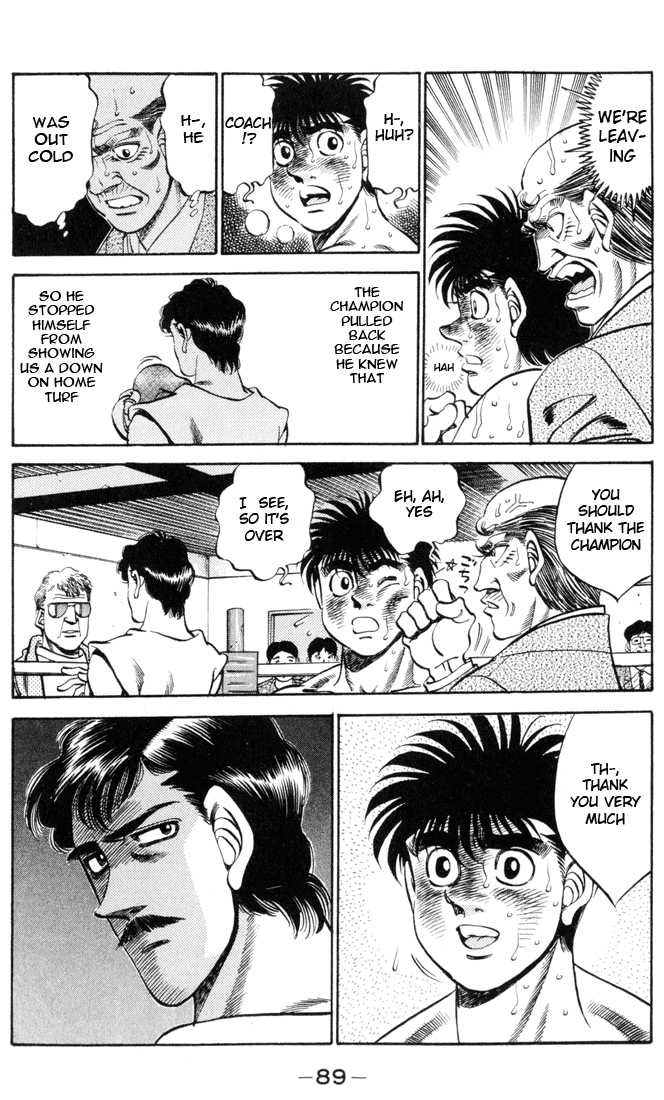 WE'RE
LEAV-
ING
HAH
H-,
HUH?
COACH
!?
H-,
HE
WAS
OUT
COLD
THE
CHAMPION
PULLED
BACK
BECAUSE
HE KNEW
THAT
SO HE
STOPPED
HIMSELF
FROM
SHOWING
US A DOWN
ON HOME
TURF
YOU
SHOULD
THANK THE
CHAMPION
EH, AH,
YES
I SEE,
SO IT'S
OVER
TH-,
THANK
YOU VERY
MUCH
-89-